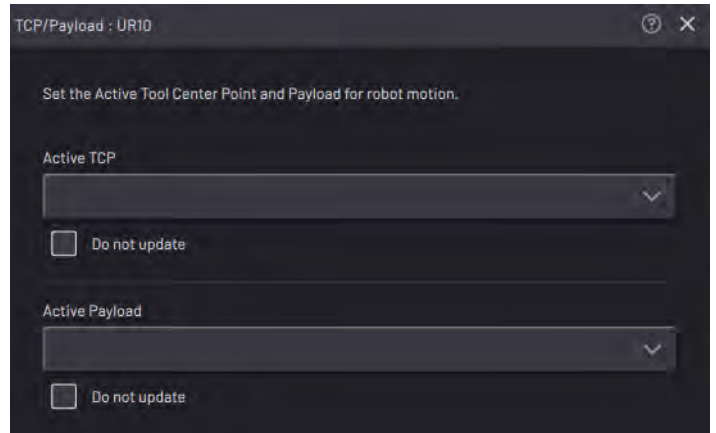 TCP/Payload : UR10
Set the Active Tool Center Point and Payload for robot motion.
Active TCP
Do not update
Active Payload
Do not update